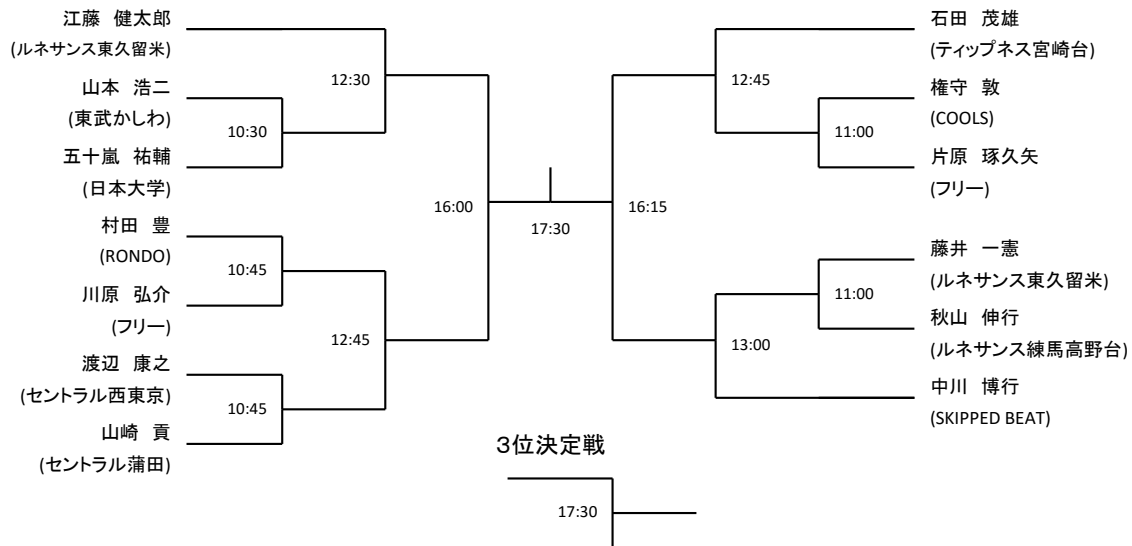 江藤 健太郎
(ルネサンス東久留米)
12:30
山本 浩二
(東武かしわ)
10:30
五十嵐 祐輔
(日本大学)
16:00
村田 豊
(RONDO)
10:45
川原 弘介
(フリー)
12:45
渡辺 康之
(セントラル西東京)
10:45
山崎 貢
(セントラル蒲田)
17:30
石田 茂雄
(ティップネス宮崎台)
12:45
権守 敦
(COOLS)
11:00
片原 琢久矢
(フリー)
16:15
藤井 一憲
(ルネサンス東久留米)
11:00
秋山 伸行
(ルネサンス練馬高野台)
13:00
中川 博行
(SKIPPED BEAT)
3位決定戦
17:30